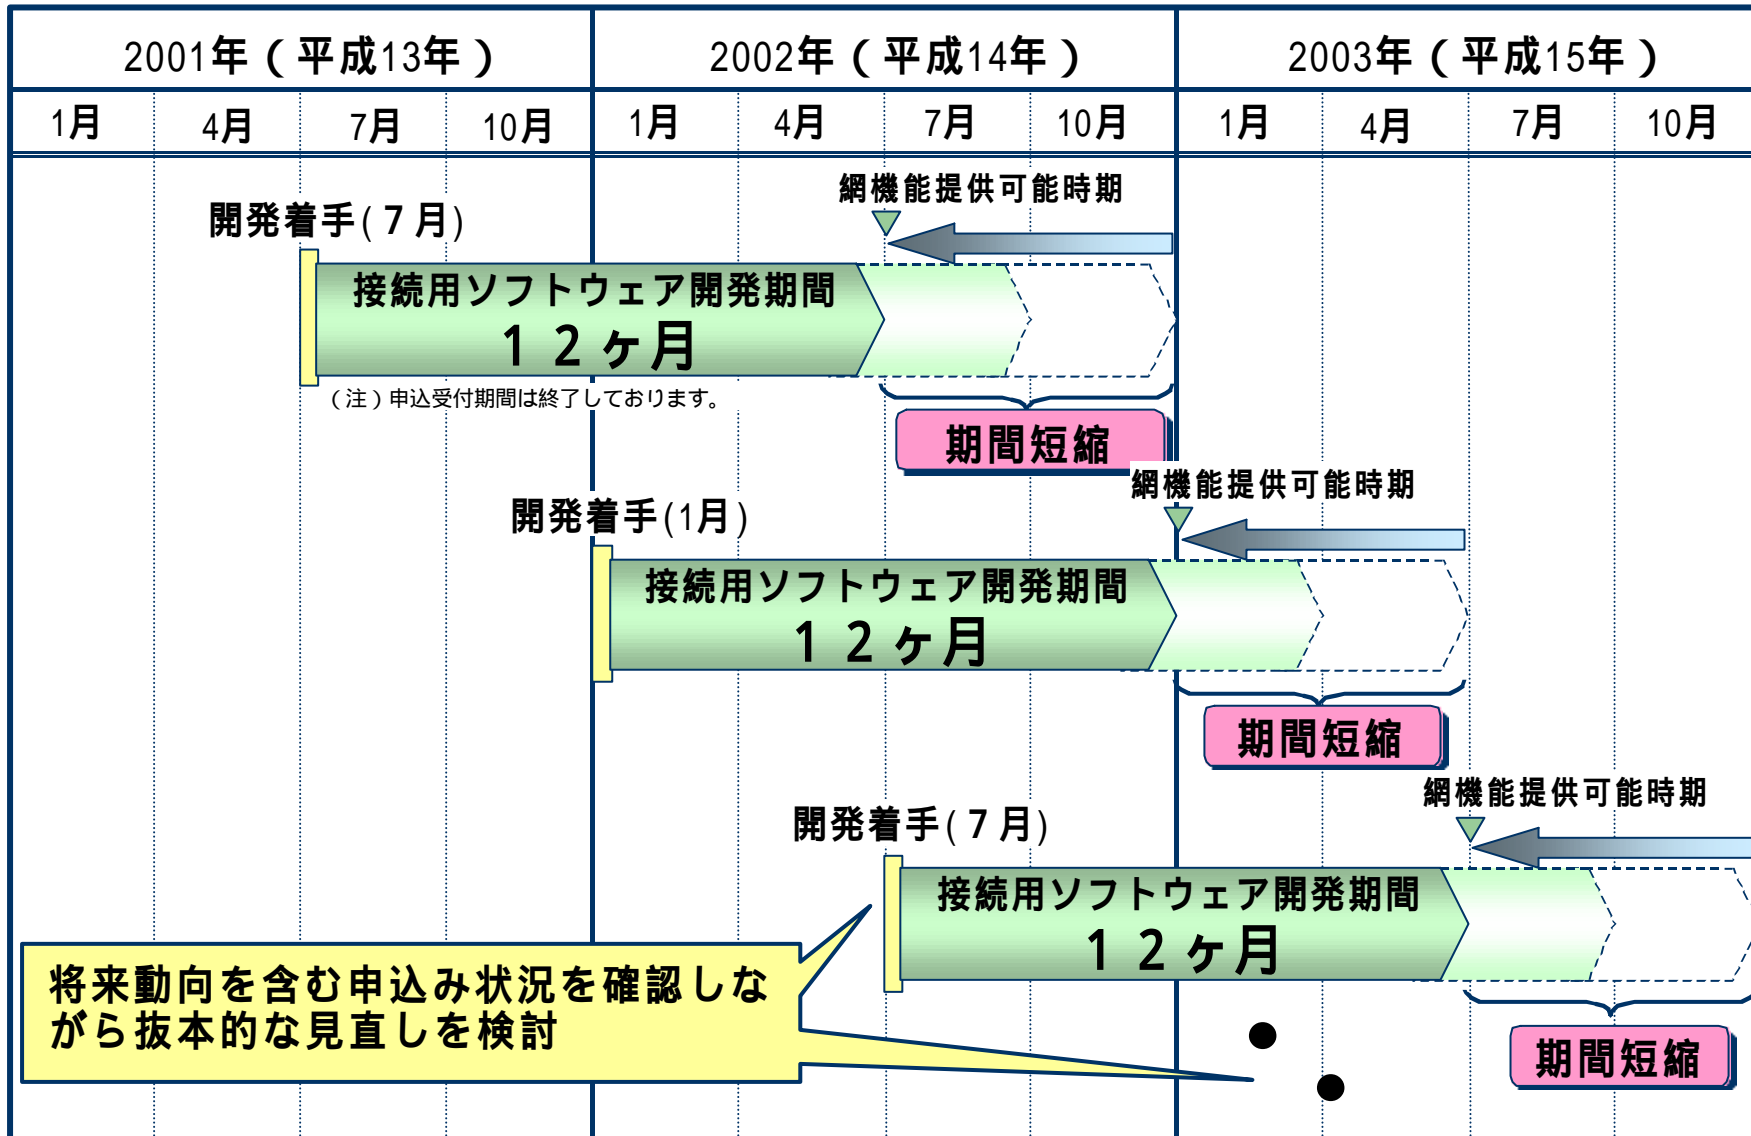 2001年（平成13年）
2002年（平成14年）
2003年（平成15年）
1月 4月 7月 10月 1月 4月 7月 10月 1月 4月 7月 10月
網機能提供可能時期
開発着手(７月)
接続用ソフトウェア開発期間
１２ヶ月
（注）申込受付期間は終了しております。
期間短縮
網機能提供可能時期
開発着手(1月)
接続用ソフトウェア開発期間
１２ヶ月
期間短縮
網機能提供可能時期
開発着手(７月)
接続用ソフトウェア開発期間
１２ヶ月
将来動向を含む申込み状況を確認しな
がら抜本的な見直しを検討
期間短縮